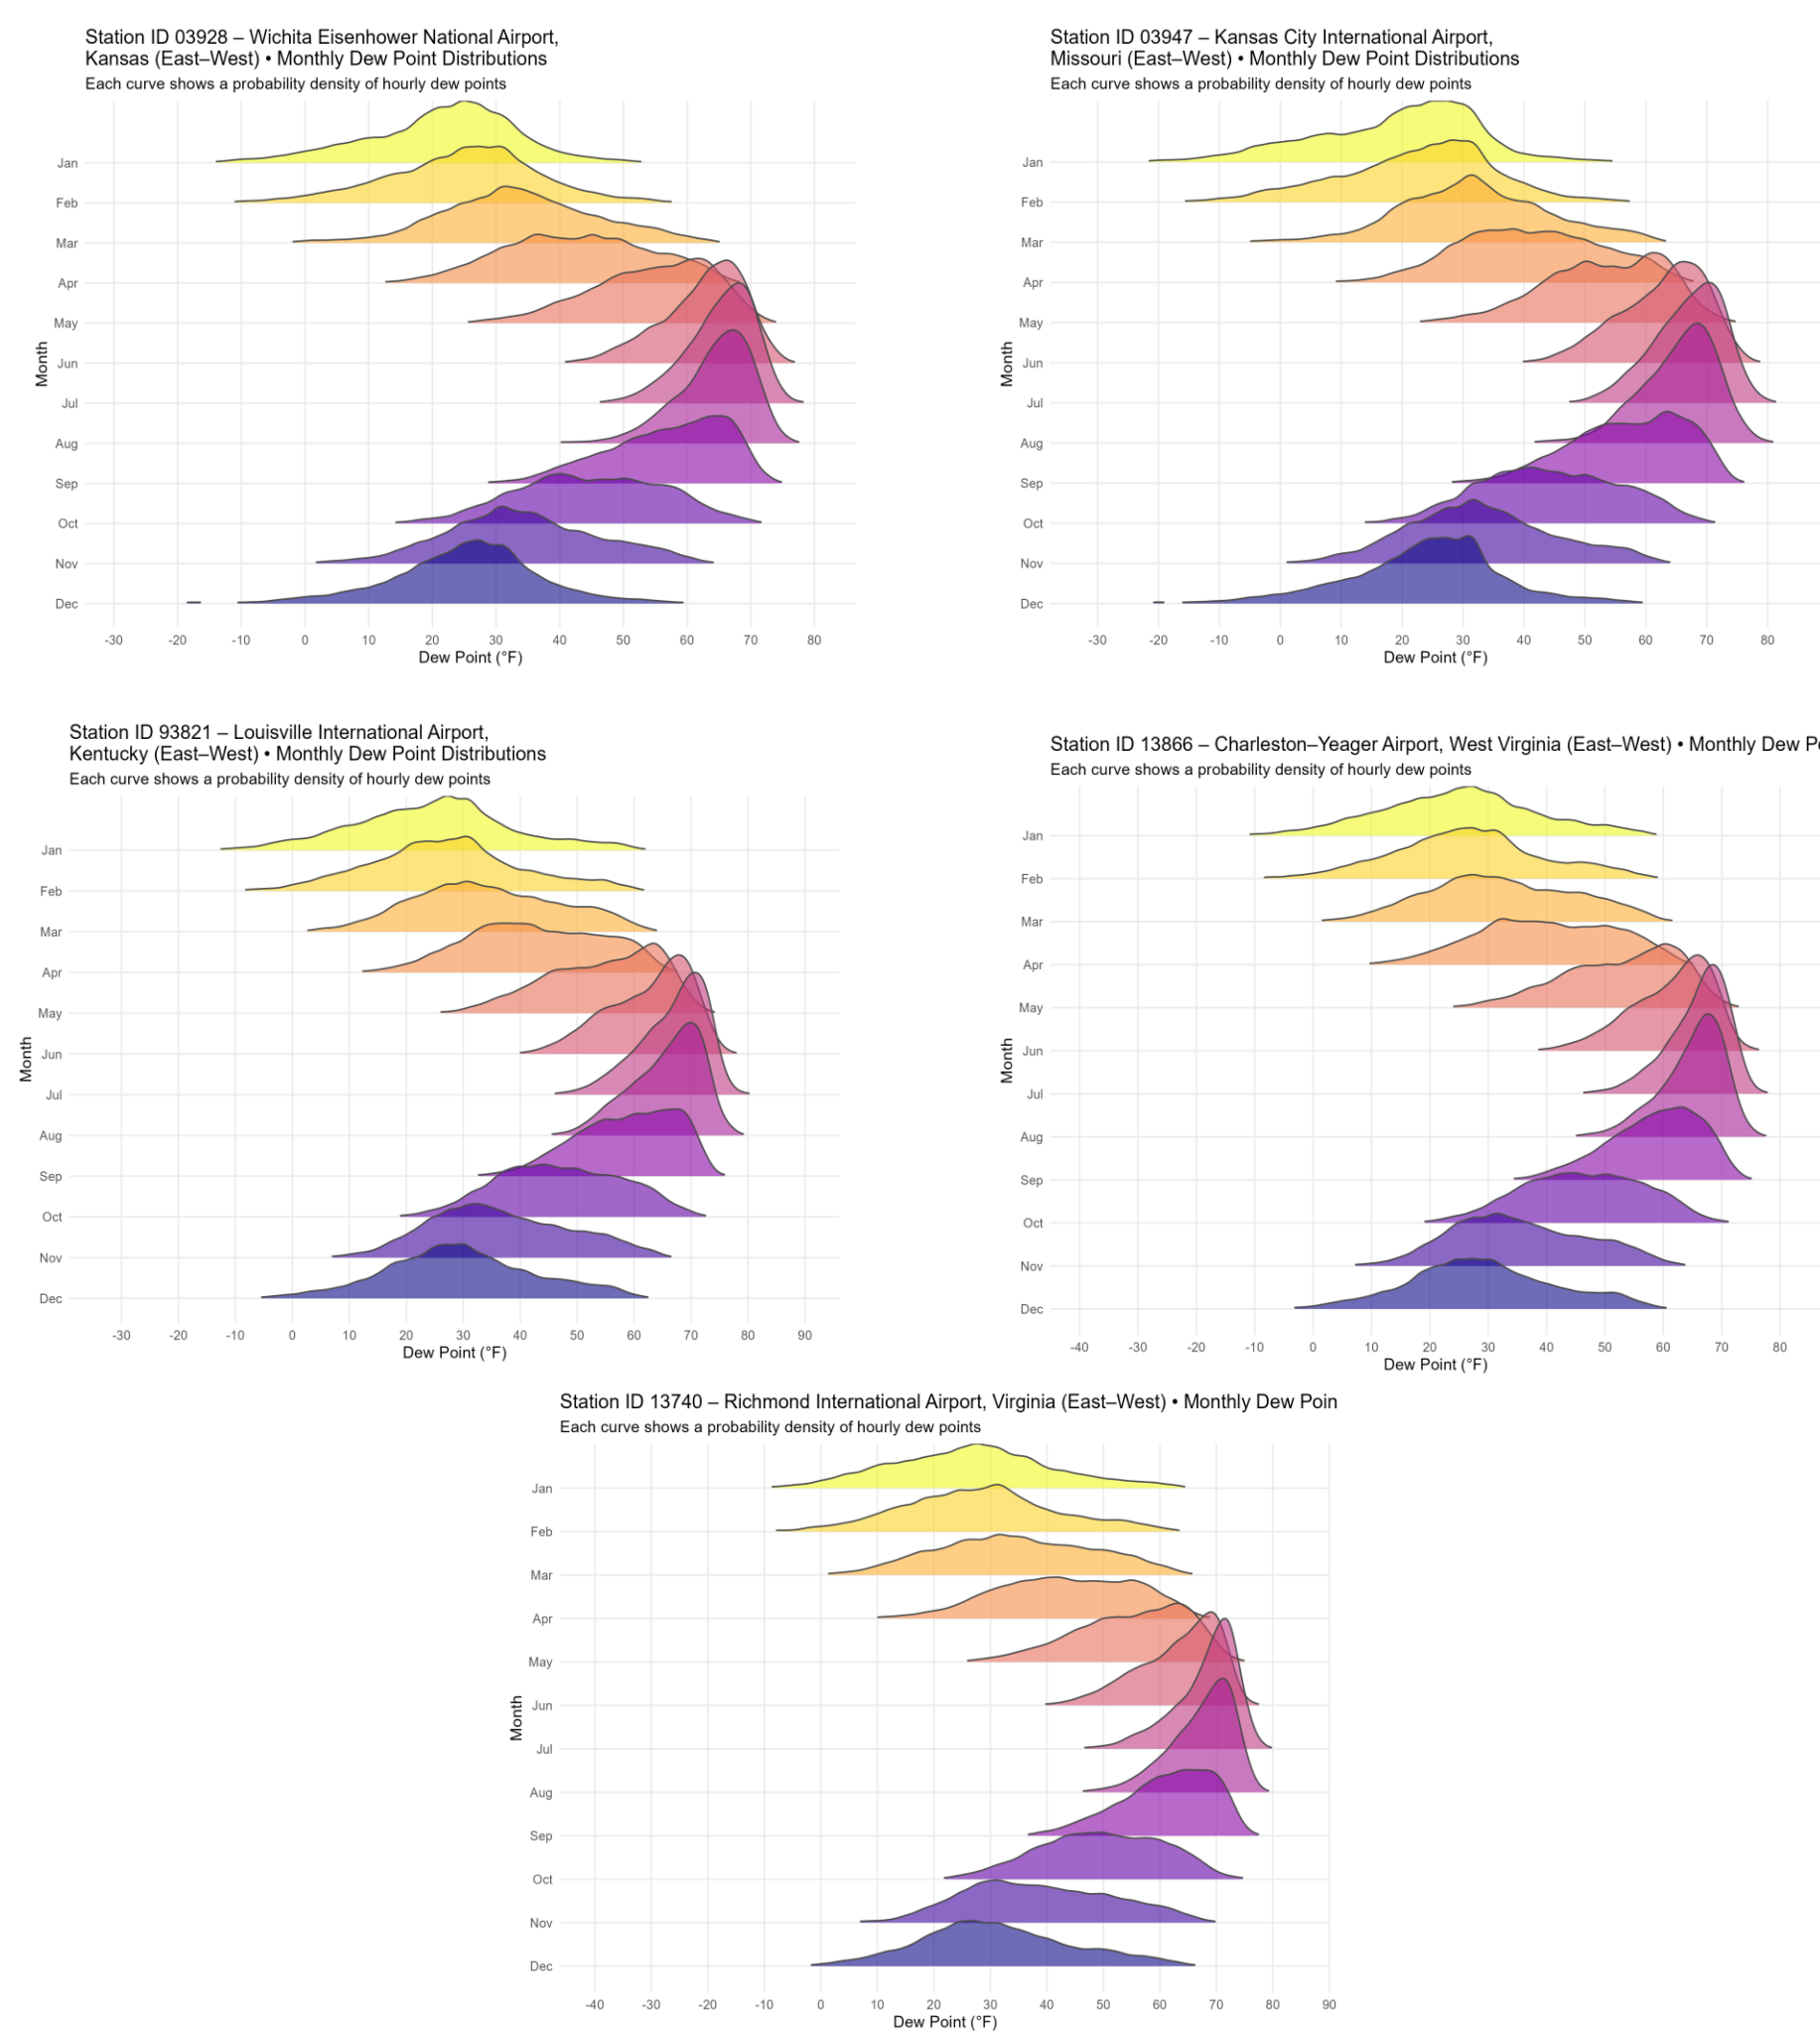 Station ID 03928 – Wichita Eisenhower National Airport,
Kansas (East–West) • Monthly Dew Point Distributions
Each curve shows a probability density of hourly dew points
Jan
Feb
Mar
Apr
May
Jun
Jul
Aug
Sep
Oct
Nov
Dec
Month
-30 -20 -10 0 10 20 30 40 50 60 70 80
Dew Point (°F)
Station ID 03947 – Kansas City International Airport,
Missouri (East–West) • Monthly Dew Point Distributions
Each curve shows a probability density of hourly dew points
Jan
Feb
Mar
Apr
May
Jun
Jul
Aug
Sep
Oct
Nov
Dec
Month
-30 -20 -10 0 10 20 30 40 50 60 70 80
Dew Point (°F)
Station ID 93821 – Louisville International Airport,
Kentucky (East–West) • Monthly Dew Point Distributions
Each curve shows a probability density of hourly dew points
Jan
Feb
Mar
Apr
May
Jun
Jul
Aug
Sep
Oct
Nov
Dec
Month
-30 -20 -10 0 10 20 30 40 50 60 70 80 90
Dew Point (°F)
Station ID 13866 – Charleston–Yeager Airport, West Virginia (East–West) • Monthly Dew P
Each curve shows a probability density of hourly dew points
Jan
Feb
Mar
Apr
May
Jun
Jul
Aug
Sep
Oct
Nov
Dec
Month
-40 -30 -20 -10 0 10 20 30 40 50 60 70 80
Dew Point (°F)
Station ID 13740 – Richmond International Airport, Virginia (East–West) • Monthly Dew Poin
Each curve shows a probability density of hourly dew points
Jan
Feb
Mar
Apr
May
Jun
Jul
Aug
Sep
Oct
Nov
Dec
Month
-40 -30 -20 -10 0 10 20 30 40 50 60 70 80 90
Dew Point (°F)